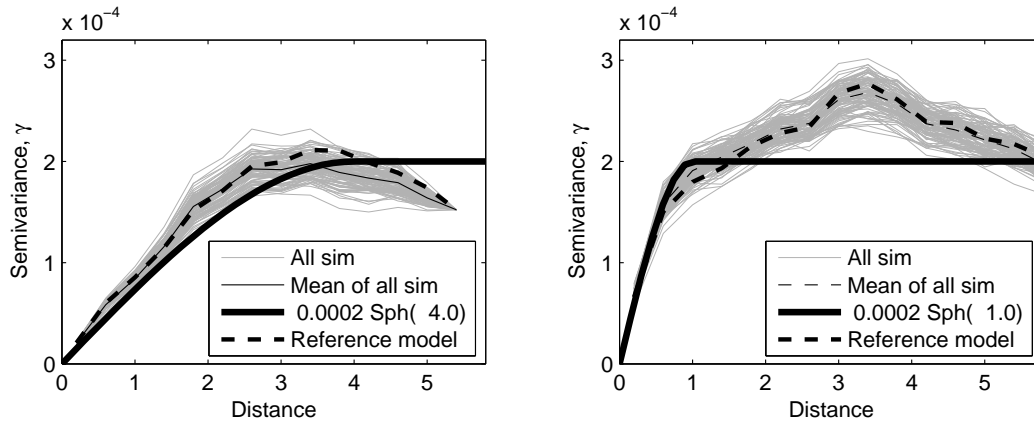 x 10⁻⁴
3
2
1
0
Semivariance, γ
0 1 2 3 4 5
Distance
All sim
Mean of all sim
0.0002 Sph( 4.0)
Reference model
x 10⁻⁴
3
2
1
0
Semivariance, γ
0 1 2 3 4 5
Distance
All sim
Mean of all sim
0.0002 Sph( 1.0)
Reference model